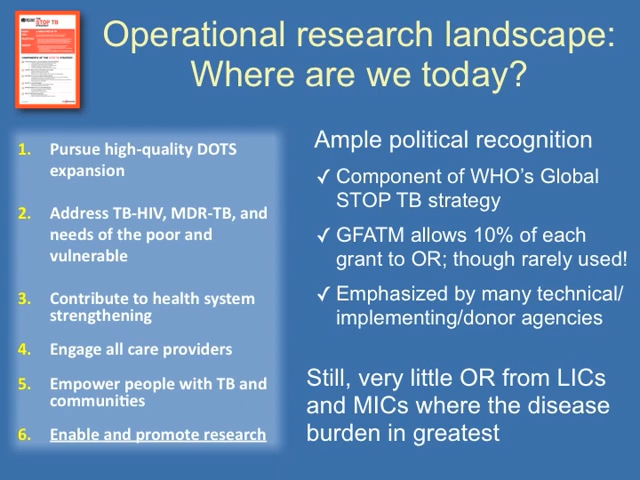 STOP TB
Operational research landscape:
Where are we today?
1. Pursue high-quality DOTS
expansion
2. Address TB-HIV, MDR-TB, and
needs of the poor and
vulnerable
3. Contribute to health system
strengthening
4. Engage all care providers
5. Empower people with TB and
communities
6. Enable and promote research
Ample political recognition
✓ Component of WHO's Global
STOP TB strategy
✓ GFATM allows 10% of each
grant to OR; though rarely used!
✓ Emphasized by many technical/
implementing/donor agencies
Still, very little OR from LICs
and MICs where the disease
burden in greatest